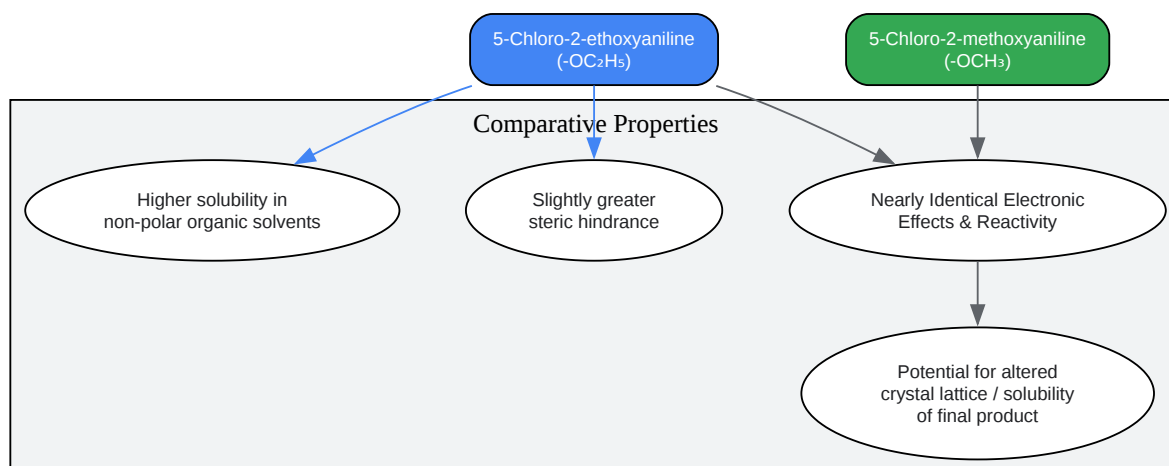 5-Chloro-2-ethoxyaniline
(-OC₂H₅)
5-Chloro-2-methoxyaniline
(-OCH₃)
Comparative Properties
Higher solubility in
non-polar organic solvents
Slightly greater
steric hindrance
Nearly Identical Electronic
Effects & Reactivity
Potential for altered
crystal lattice / solubility
of final product